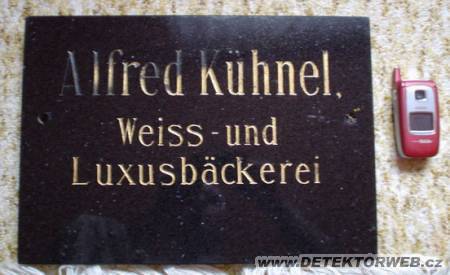 Alfred Kühnel,
Weiss - und
Luxusbäckerei
www.DETEKTORWEB.cz